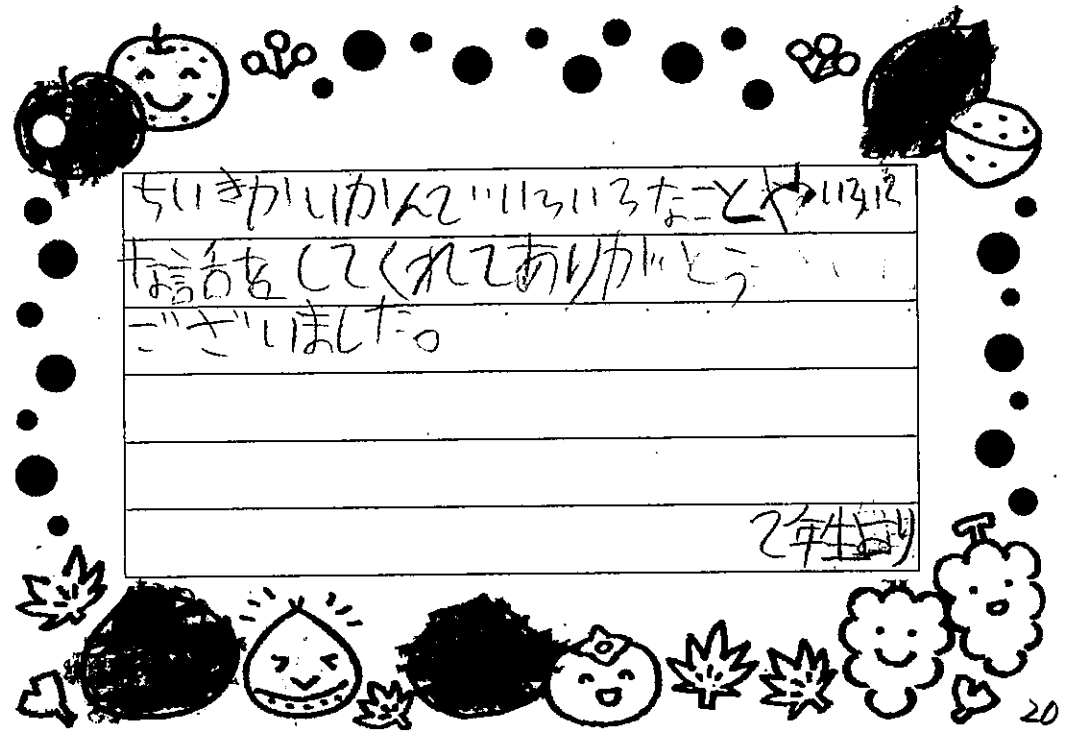 ちいきかいかんでいろいろなことやいろいろ
な話をしてくれてありがとう
ございました。
2年生より
20